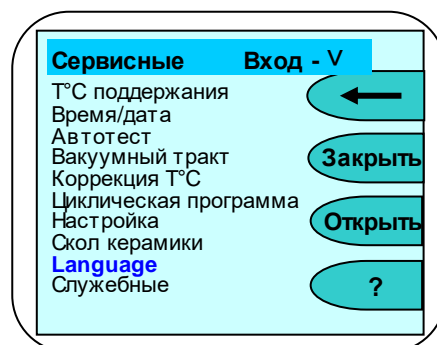 Сервисные Вход - V
T°C поддержания
Время/дата
Автотест
Вакуумный тракт
Коррекция T°C
Циклическая программа
Настройка
Скол керамики
Language
Служебные
Закрыть
Открыть
?